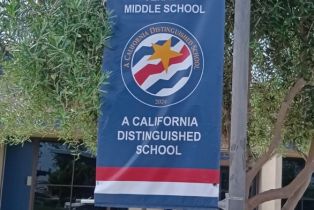 MIDDLE SCHOOL
A CALIFORNIA DISTINGUISHED SCHOOL
2024
A CALIFORNIA
DISTINGUISHED
SCHOOL